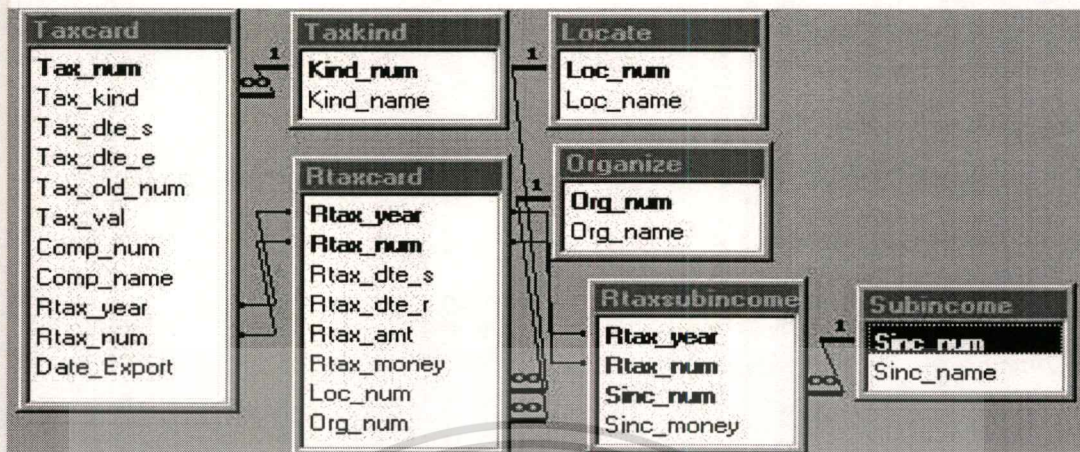 Taxcard
Tax_num
Tax_kind
Tax_dte_s
Tax_dte_e
Tax_old_num
Tax_val
Comp_num
Comp_name
Rtax_year
Rtax_num
Date_Export
1
∞
Taxkind
Kind_num
Kind_name
Locate
1
Loc_num
Loc_name
Rtaxcard
Rtax_year
Rtax_num
Rtax_dte_s
Rtax_dte_r
Rtax_amt
Rtax_money
Loc_num
Org_num
∞
∞
Organize
1
Org_num
Org_name
Rtaxsubincome
Rtax_year
Rtax_num
Sinc_num
Sinc_money
1
∞
Subincome
Sinc_num
Sinc_name